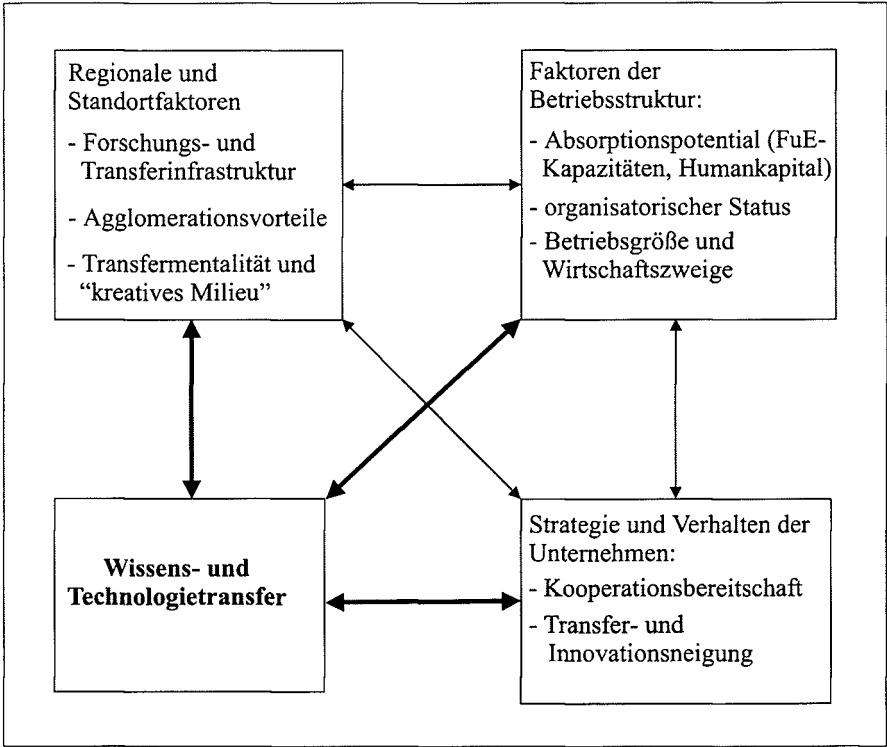 Regionale und
Standortfaktoren
- Forschungs- und
Transferinfrastruktur
- Agglomerationsvorteile
- Transfermentalität und
“kreatives Milieu”
Faktoren der
Betriebsstruktur:
- Absorptionspotential (FuE-
Kapazitäten, Humankapital)
- organisatorischer Status
- Betriebsgröße und
Wirtschaftszweige
Wissens- und
Technologietransfer
Strategie und Verhalten der
Unternehmen:
- Kooperationsbereitschaft
- Transfer- und
Innovationsneigung